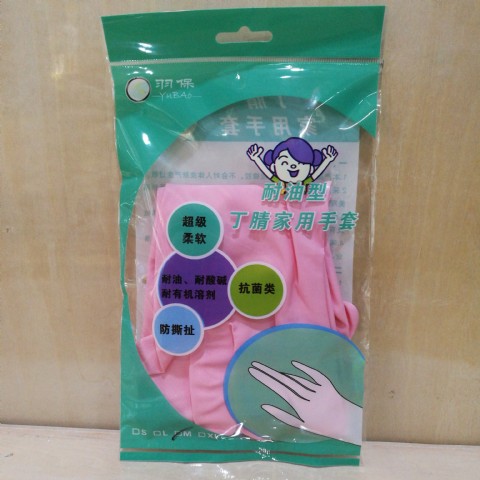 羽保
YUBAO
耐油型
丁腈家用手套
超级
柔软
耐油、耐酸碱
耐有机溶剂
抗菌类
防撕扯
□S □L □M